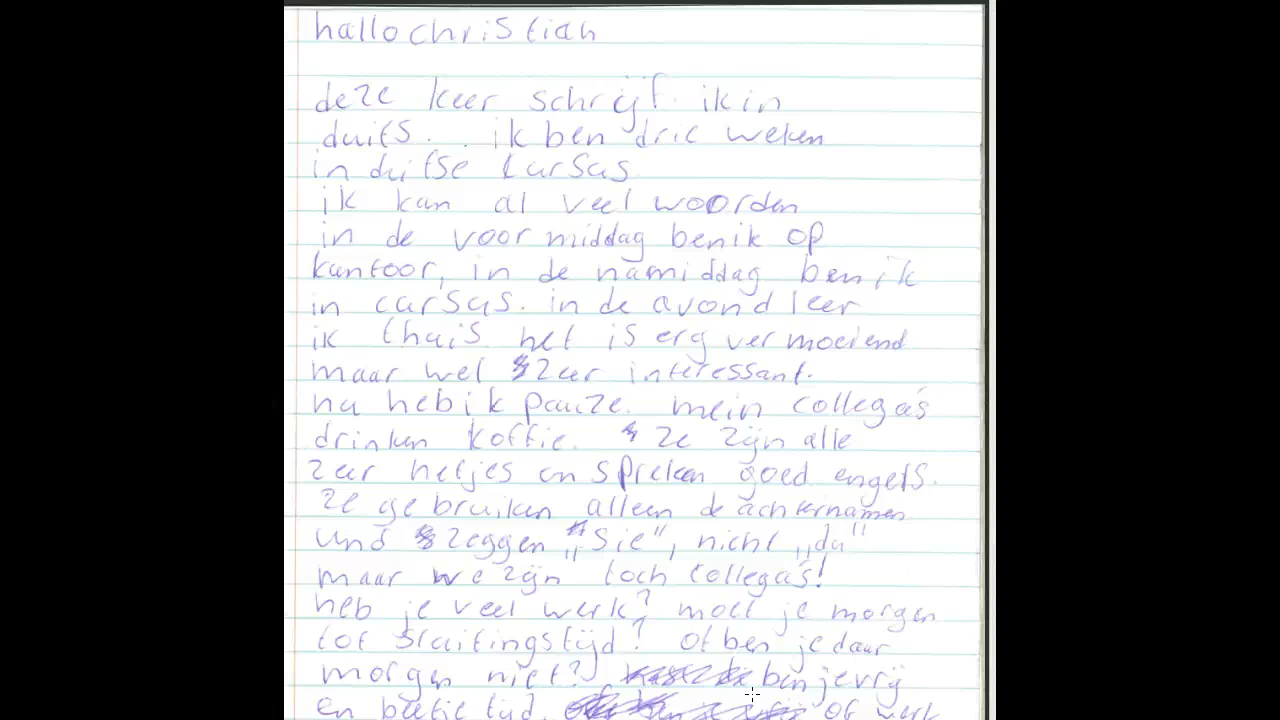 hallo christian
deze keer schrijf ik in
duits. ik ben drie weken
in duitse cursus.
ik kan al veel woorden
in de voormiddag ben ik op
kantoor, in de namiddag ben ik
in cursus. in de avond leer
ik thuis het is erg vermoeiend
maar wel zeer interessant.
nu heb ik pauze. mein collega's
drinken koffie. ze zijn alle
zeer netjes en spreken goed engels.
ze gebruiken alleen de achternamen
und zeggen „Sie", nicht „du"
maar we zijn toch collega's!
heb je veel werk? moet je morgen
tot sluitingstijd? of ben je daar
morgen niet? ben je vrij
en beetje tijd. of werk